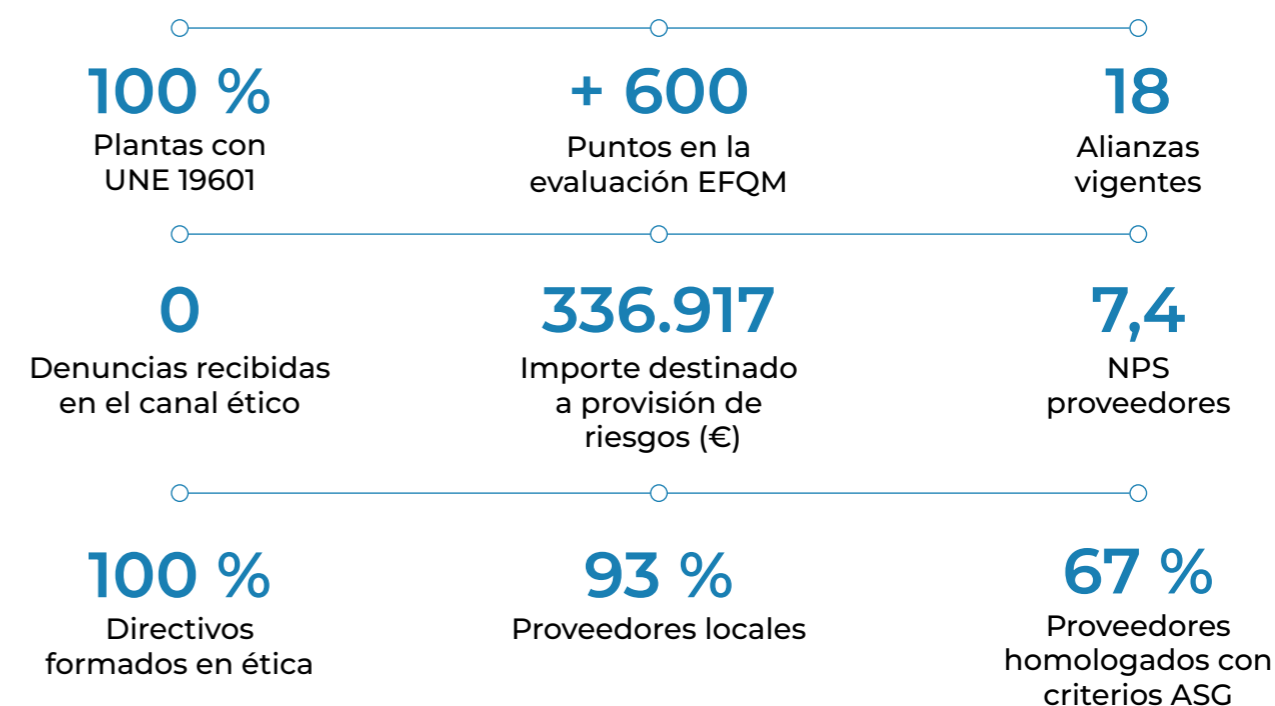 100 %
Plantas con
UNE 19601
+ 600
Puntos en la
evaluación EFQM
18
Alianzas
vigentes
0
Denuncias recibidas
en el canal ético
336.917
Importe destinado
a provisión de
riesgos (€)
7,4
NPS
proveedores
100 %
Directivos
formados en ética
93 %
Proveedores locales
67 %
Proveedores
homologados con
criterios ASG